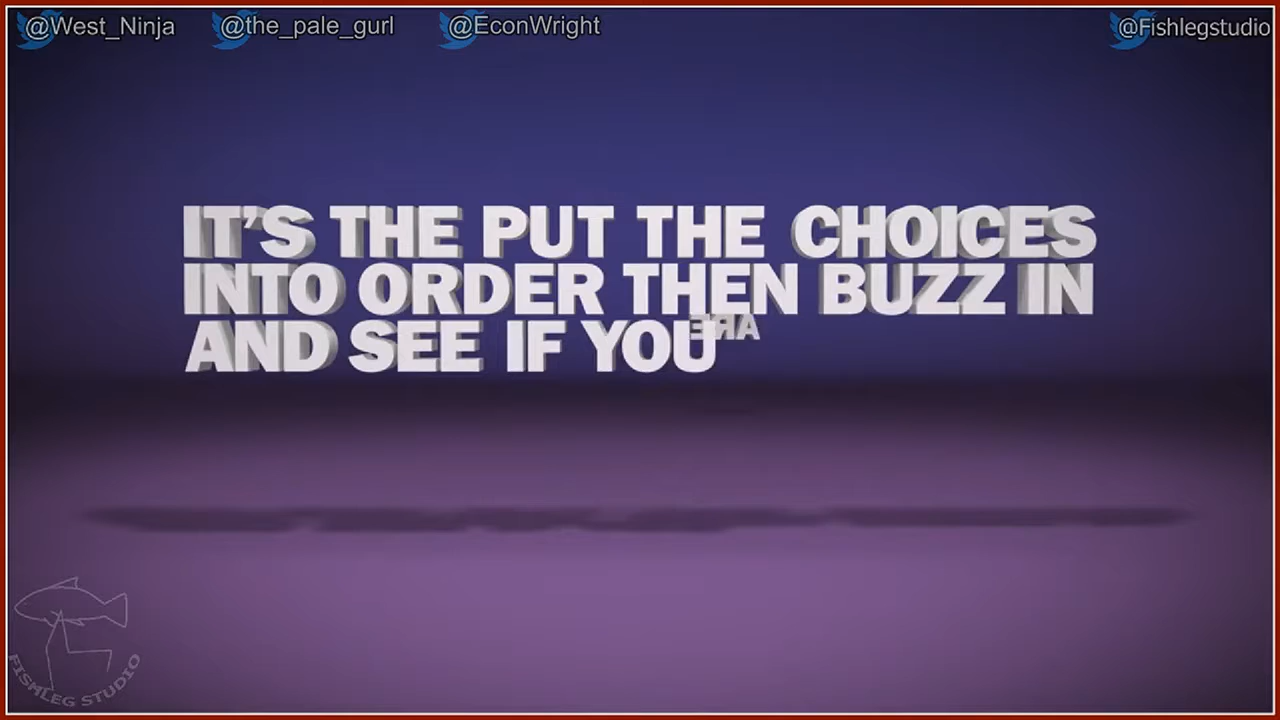 @West_Ninja @the_pale_gurl @EconWright @Fishlegstudio
IT'S THE PUT THE CHOICES
INTO ORDER THEN BUZZ IN
AND SEE IF YOU ARE
FISHLEG STUDIO